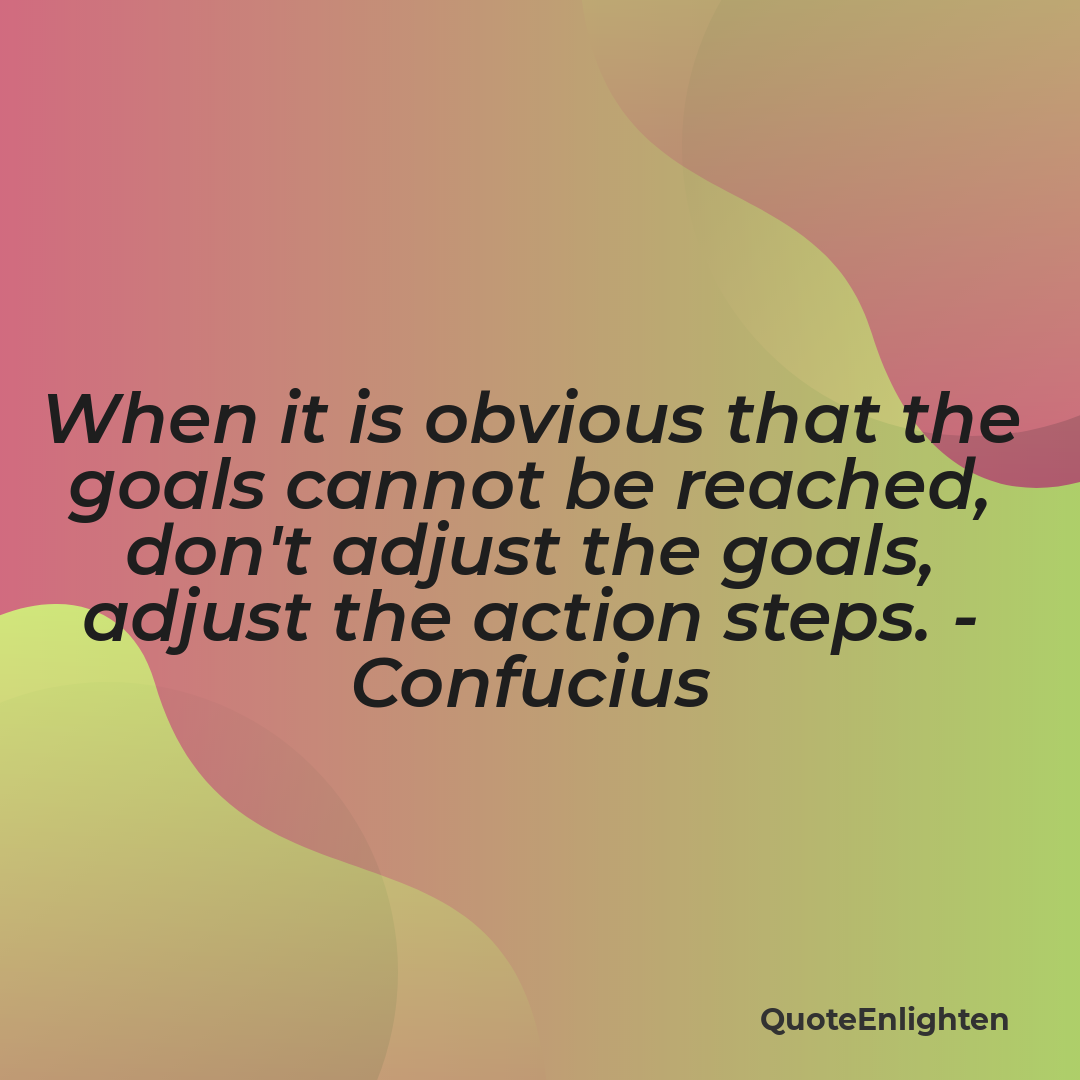 When it is obvious that the
goals cannot be reached,
don't adjust the goals,
adjust the action steps. -
Confucius
QuoteEnlighten